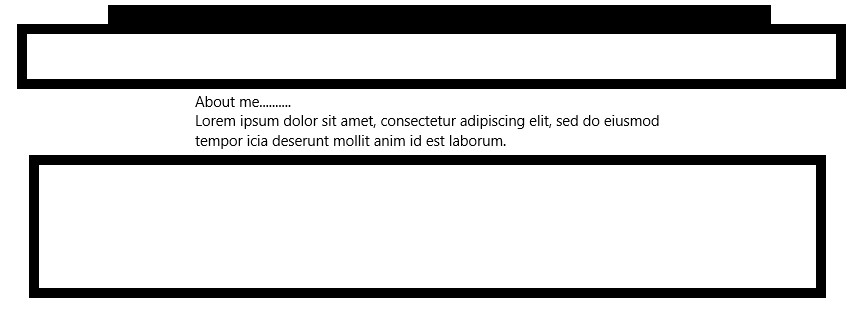 About me..........
Lorem ipsum dolor sit amet, consectetur adipiscing elit, sed do eiusmod
tempor icia deserunt mollit anim id est laborum.